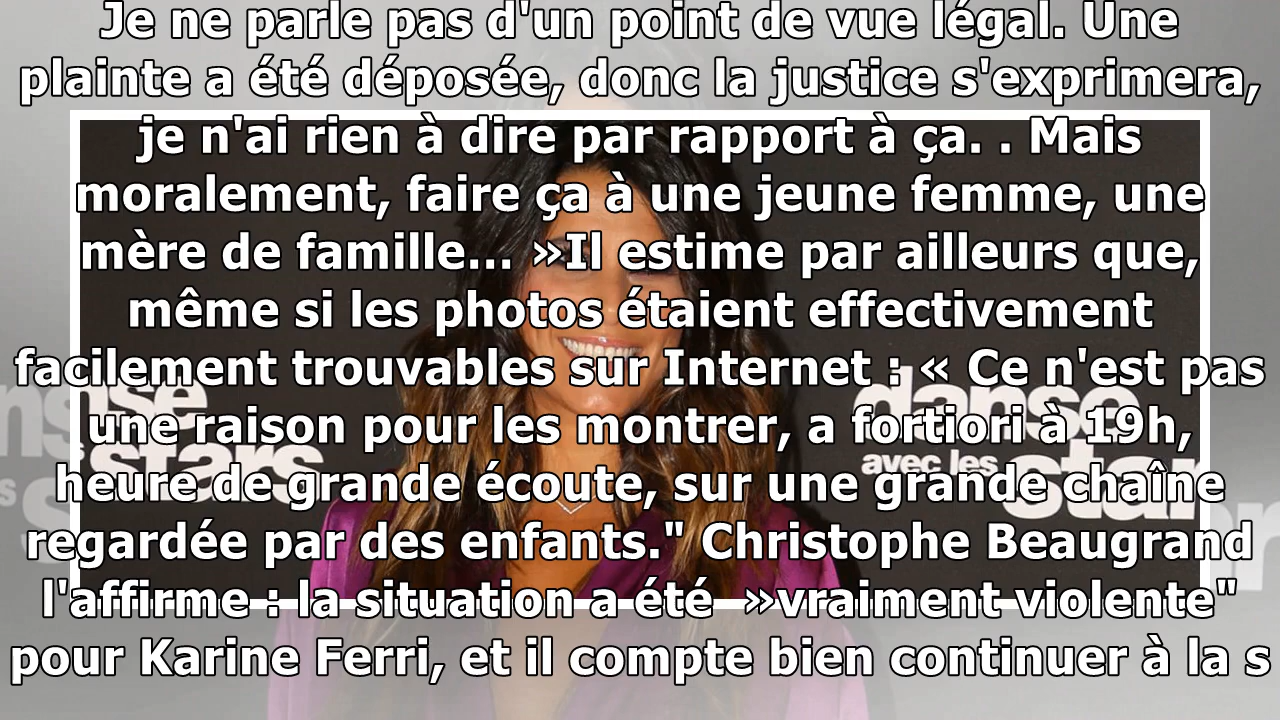 Je ne parle pas d'un point de vue légal. Une
plainte a été déposée, donc la justice s'exprimera,
je n'ai rien à dire par rapport à ça. . Mais
moralement, faire ça à une jeune femme, une
mère de famille... »Il estime par ailleurs que,
même si les photos étaient effectivement
facilement trouvables sur Internet : « Ce n'est pas
une raison pour les montrer, a fortiori à 19h,
heure de grande écoute, sur une grande chaîne
regardée par des enfants." Christophe Beaugrand
l'affirme : la situation a été »vraiment violente"
pour Karine Ferri, et il compte bien continuer à la s
danse
avec les
stars